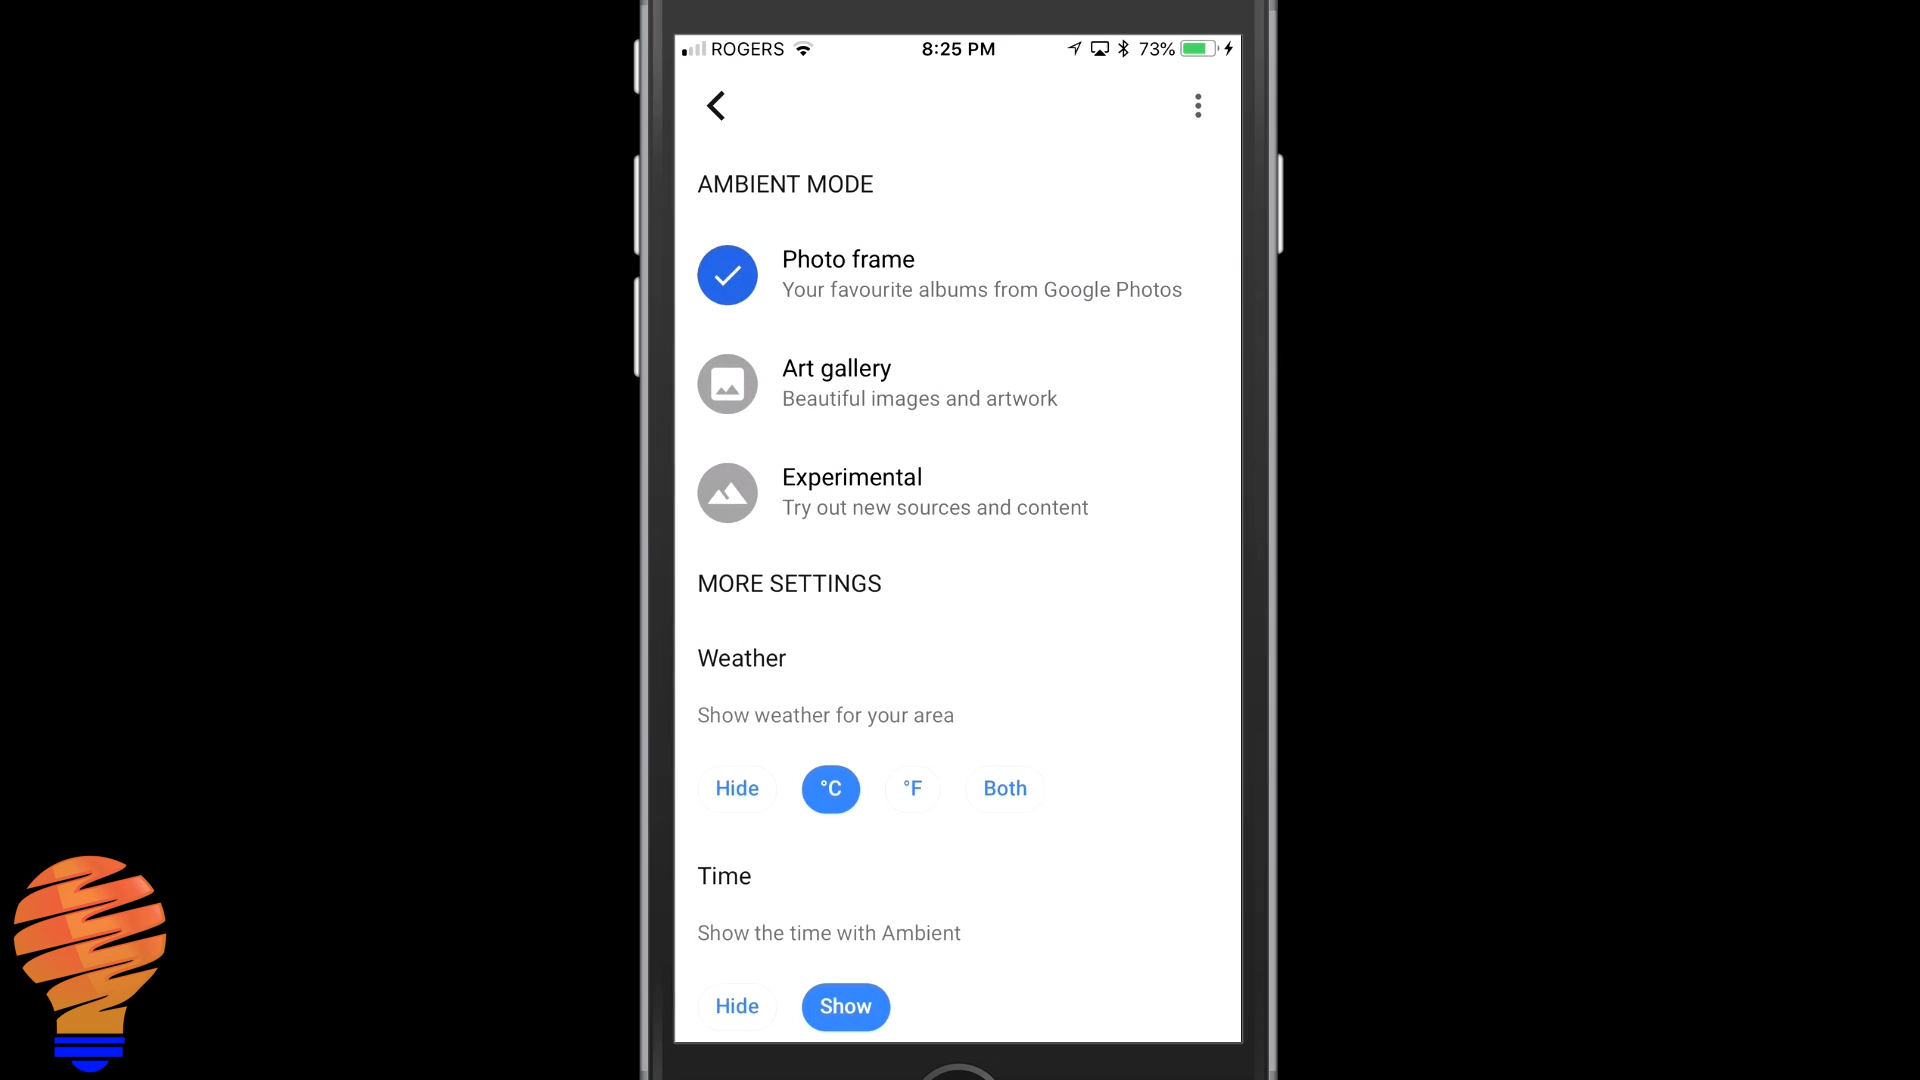 ROGERS 8:25 PM 73%
AMBIENT MODE
Photo frame
Your favourite albums from Google Photos
Art gallery
Beautiful images and artwork
Experimental
Try out new sources and content
MORE SETTINGS
Weather
Show weather for your area
Hide °C °F Both
Time
Show the time with Ambient
Hide Show